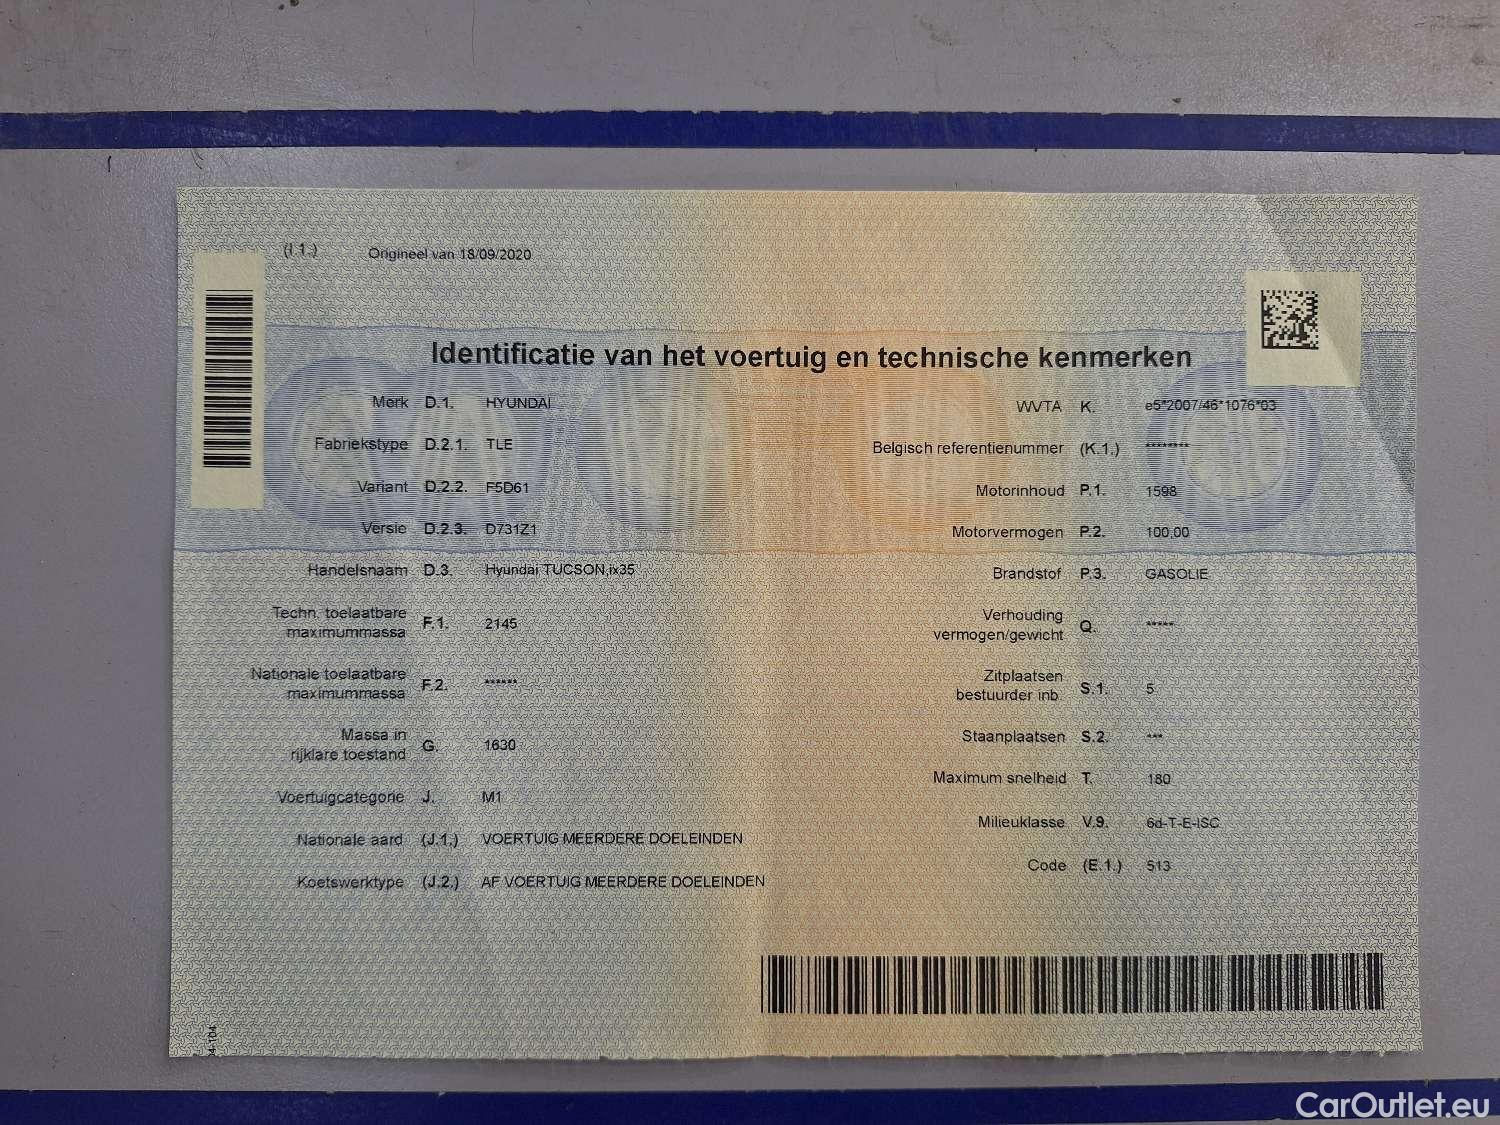 (I.1.) Origineel van 18/09/2020
Identificatie van het voertuig en technische kenmerken
Merk D.1. HYUNDAI
Fabriekstype D.2.1. TLE
Variant D.2.2. F5D61
Versie D.2.3. D731Z1
Handelsnaam D.3. Hyundai TUCSON,ix35
Techn. toelaatbare
maximummassa F.1. 2145
Nationale toelaatbare
maximummassa F.2. ******
Massa in
rijklare toestand G. 1630
Voertuigcategorie J. M1
Nationale aard (J.1.) VOERTUIG MEERDERE DOELEINDEN
Koetswerktype (J.2.) AF VOERTUIG MEERDERE DOELEINDEN
WVTA K. e5*2007/46*1076*03
Belgisch referentienummer (K.1.) ********
Motorinhoud P.1. 1598
Motorvermogen P.2. 100,00
Brandstof P.3. GASOLIE
Verhouding
vermogen/gewicht Q. *****
Zitplaatsen
bestuurder inb. S.1. 5
Staanplaatsen S.2. ***
Maximum snelheid T. 180
Milieuklasse V.9. 6d-T-E-ISC
Code (E.1.) 513
CarOutlet.eu